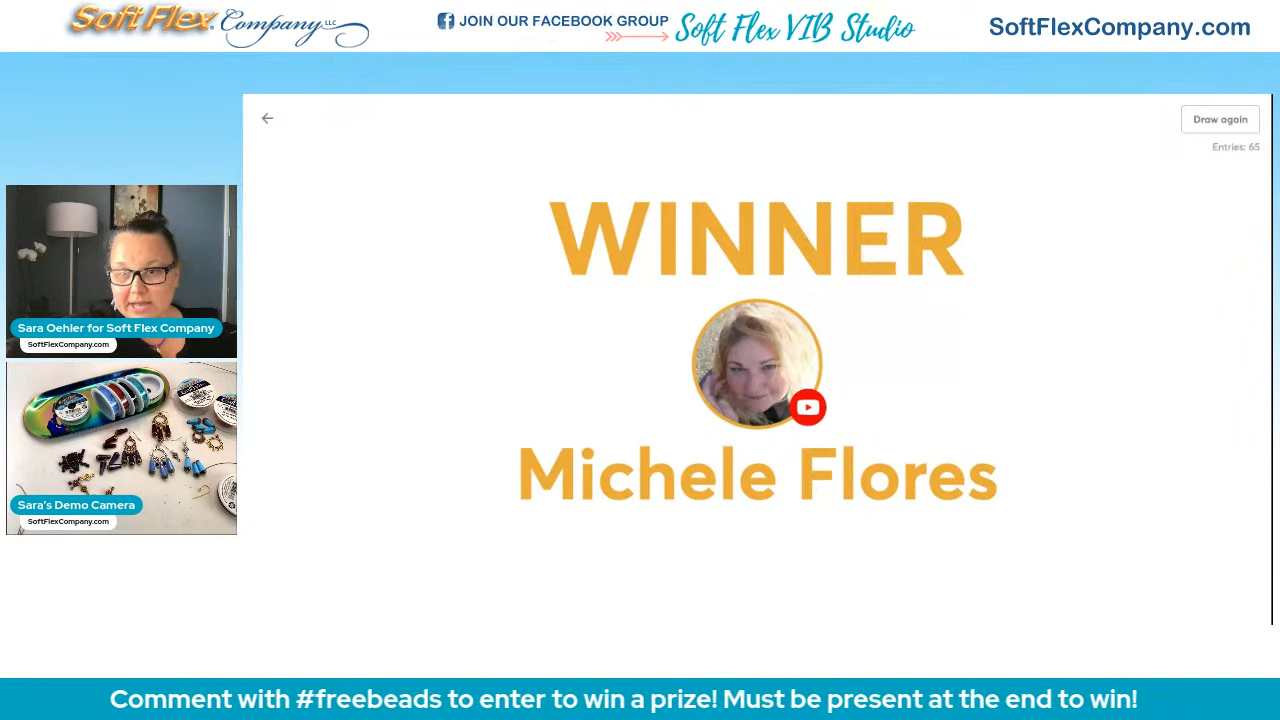 Soft Flex Company LLC
JOIN OUR FACEBOOK GROUP
Soft Flex VIB Studio
SoftFlexCompany.com
Draw again
Entries: 65
WINNER
Michele Flores
Sara Oehler for Soft Flex Company
SoftFlexCompany.com
Sara's Demo Camera
SoftFlexCompany.com
Comment with #freebeads to enter to win a prize! Must be present at the end to win!